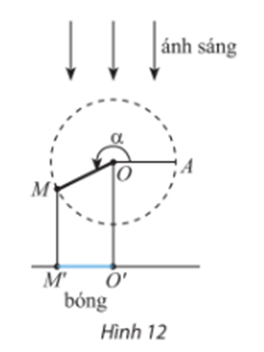 ánh sáng
α
M
O
A
M'
O'
bóng
Hình 12